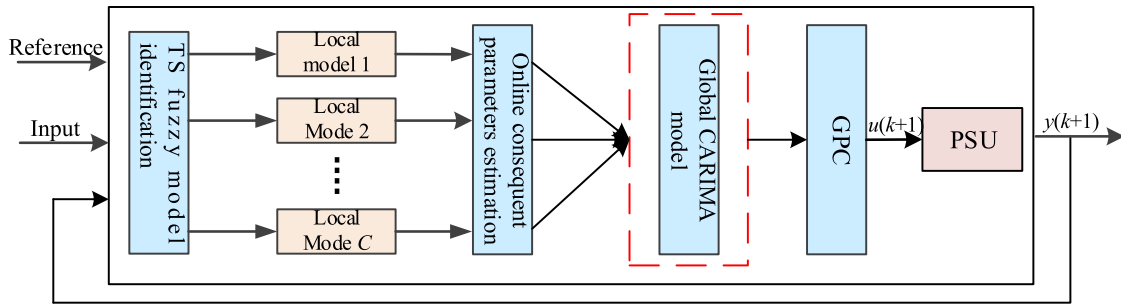 Reference
Input
TS fuzzy model
identification
Local
model 1
Local
Mode 2
Local
Mode C
Online consequent
parameters estimation
Global CARIMA
model
GPC
u(k+1)
PSU
y(k+1)